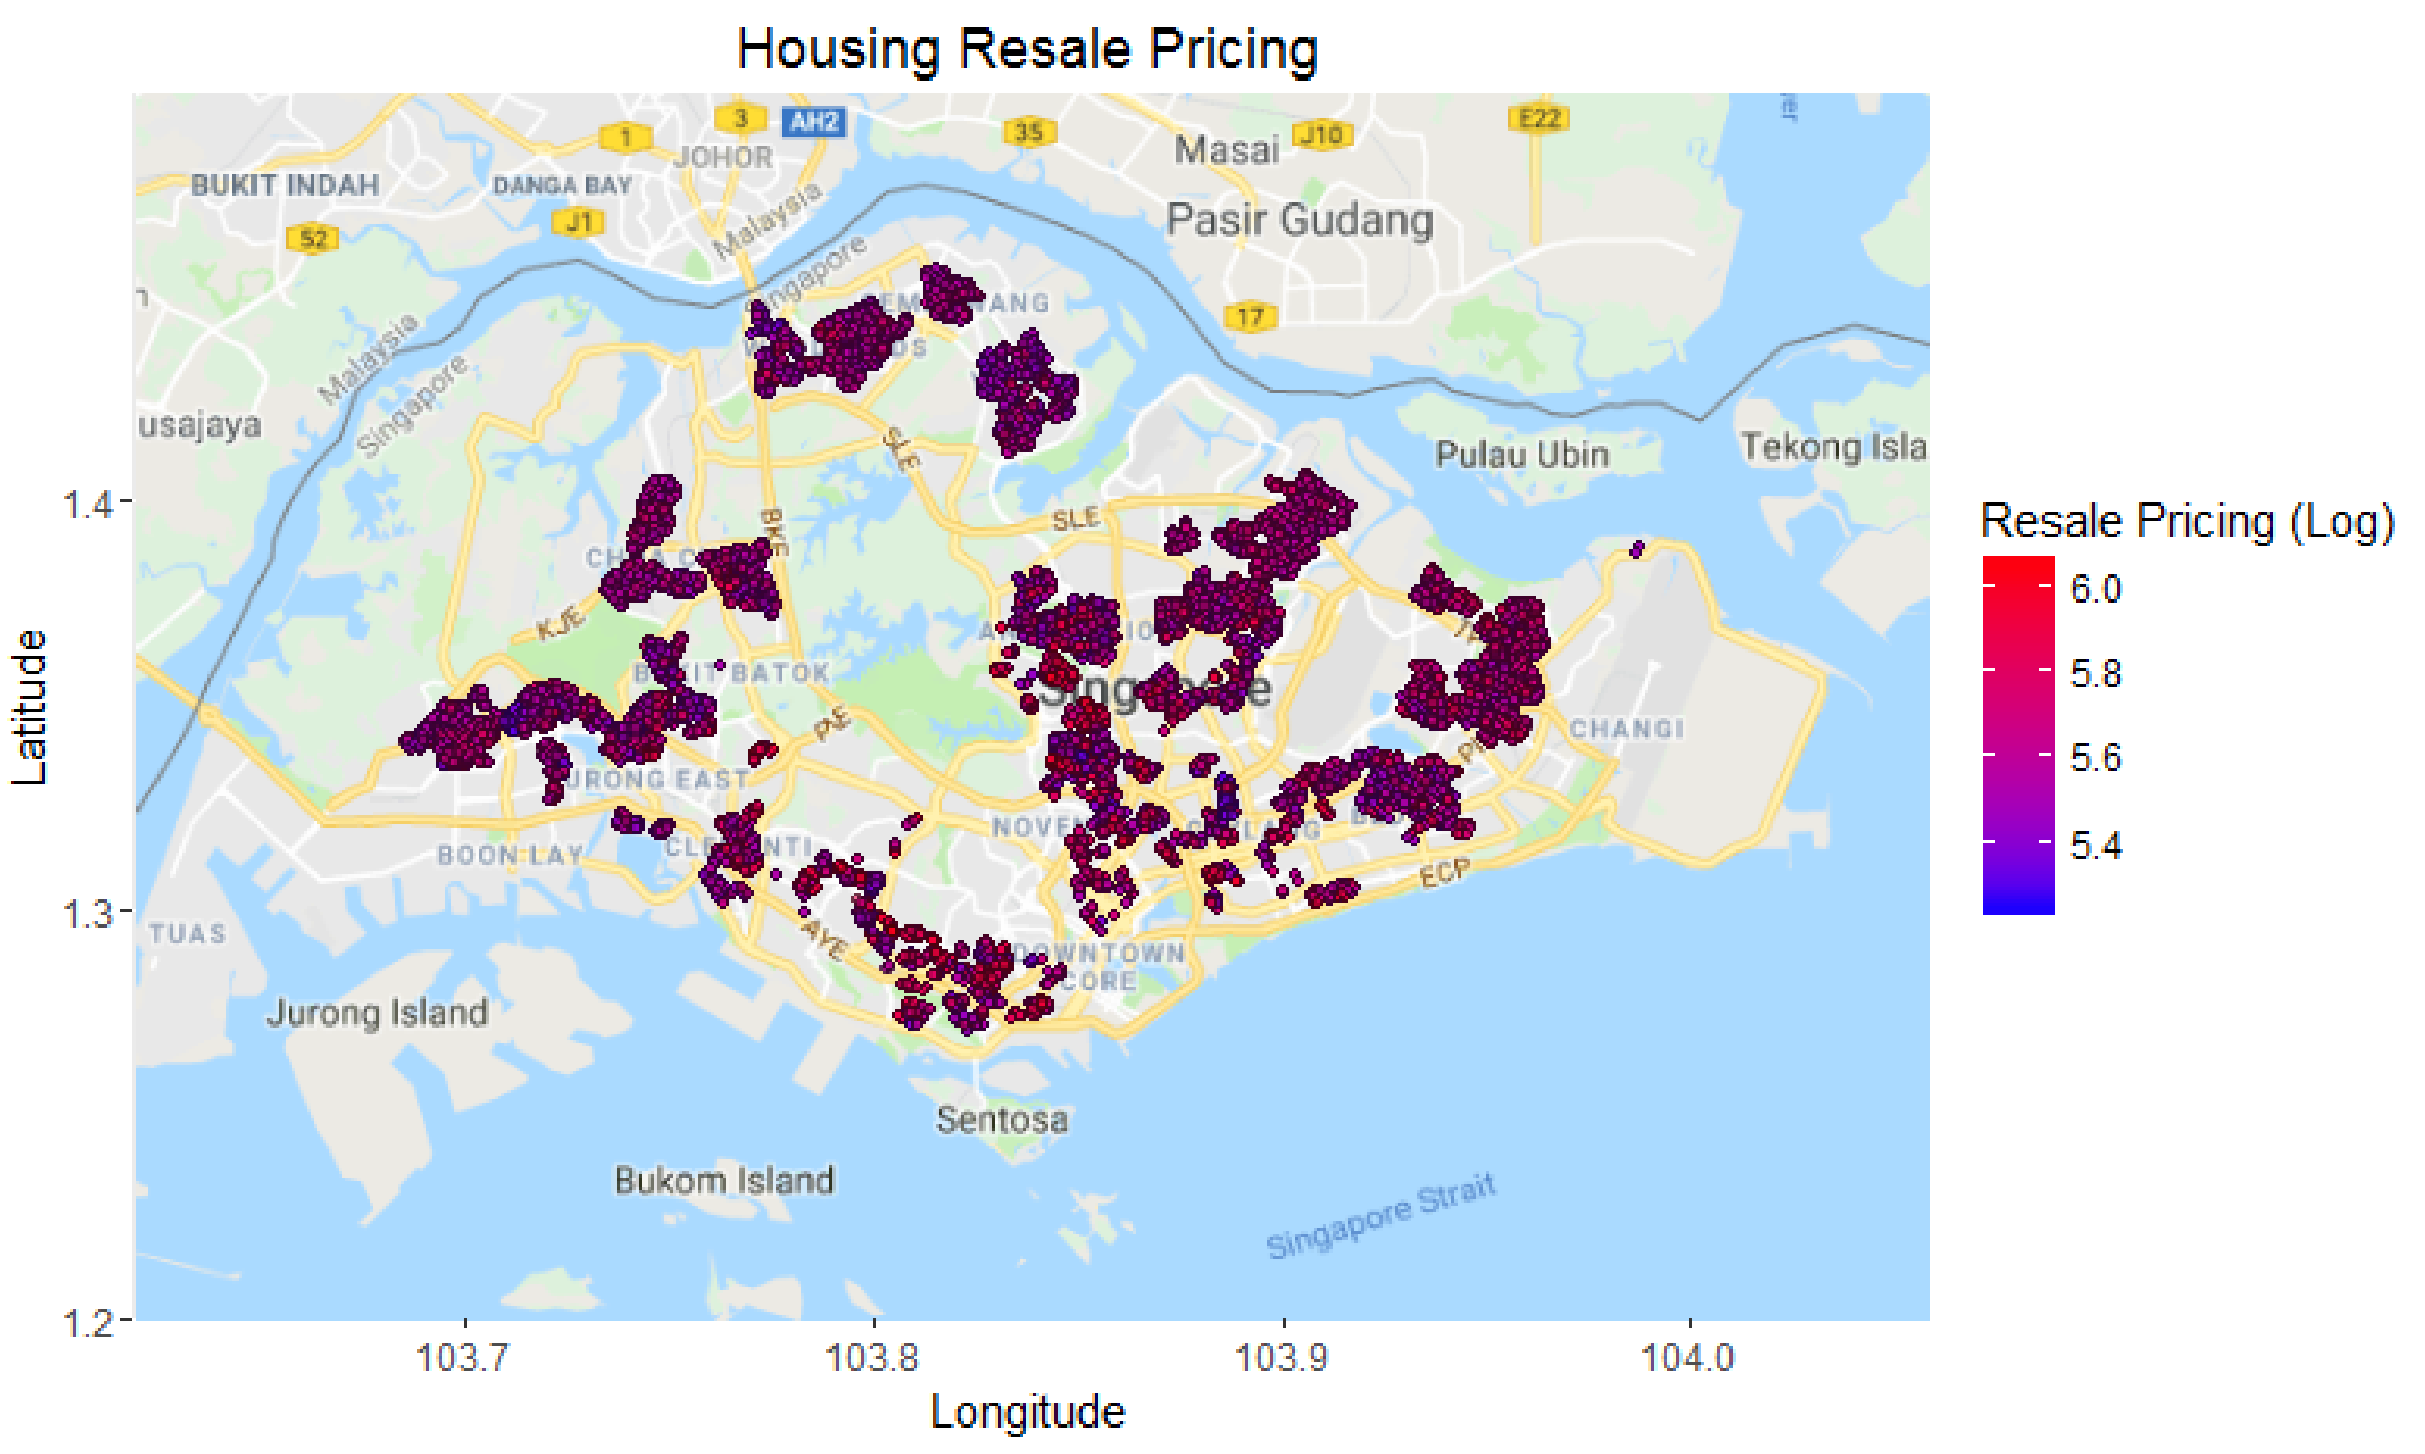 Housing Resale Pricing
1
3
AH2
35
J10
E22
JOHOR
Masai
BUKIT INDAH
DANGA BAY
J1
52
Malaysia
Singapore
Pasir Gudang
17
Malaysia
Singapore
usajaya
SLE
Pulau Ubin
Tekong Isla
1.4
BKE
SLE
KJE
BUKIT BATOK
Singapore
PIE
CHANGI
JURONG EAST
BOON LAY
ECP
1.3
TUAS
AYE
DOWNTOWN
CORE
Jurong Island
Sentosa
Bukom Island
Singapore Strait
1.2
103.7
103.8
103.9
104.0
Longitude
Latitude
Resale Pricing (Log)
6.0
5.8
5.6
5.4